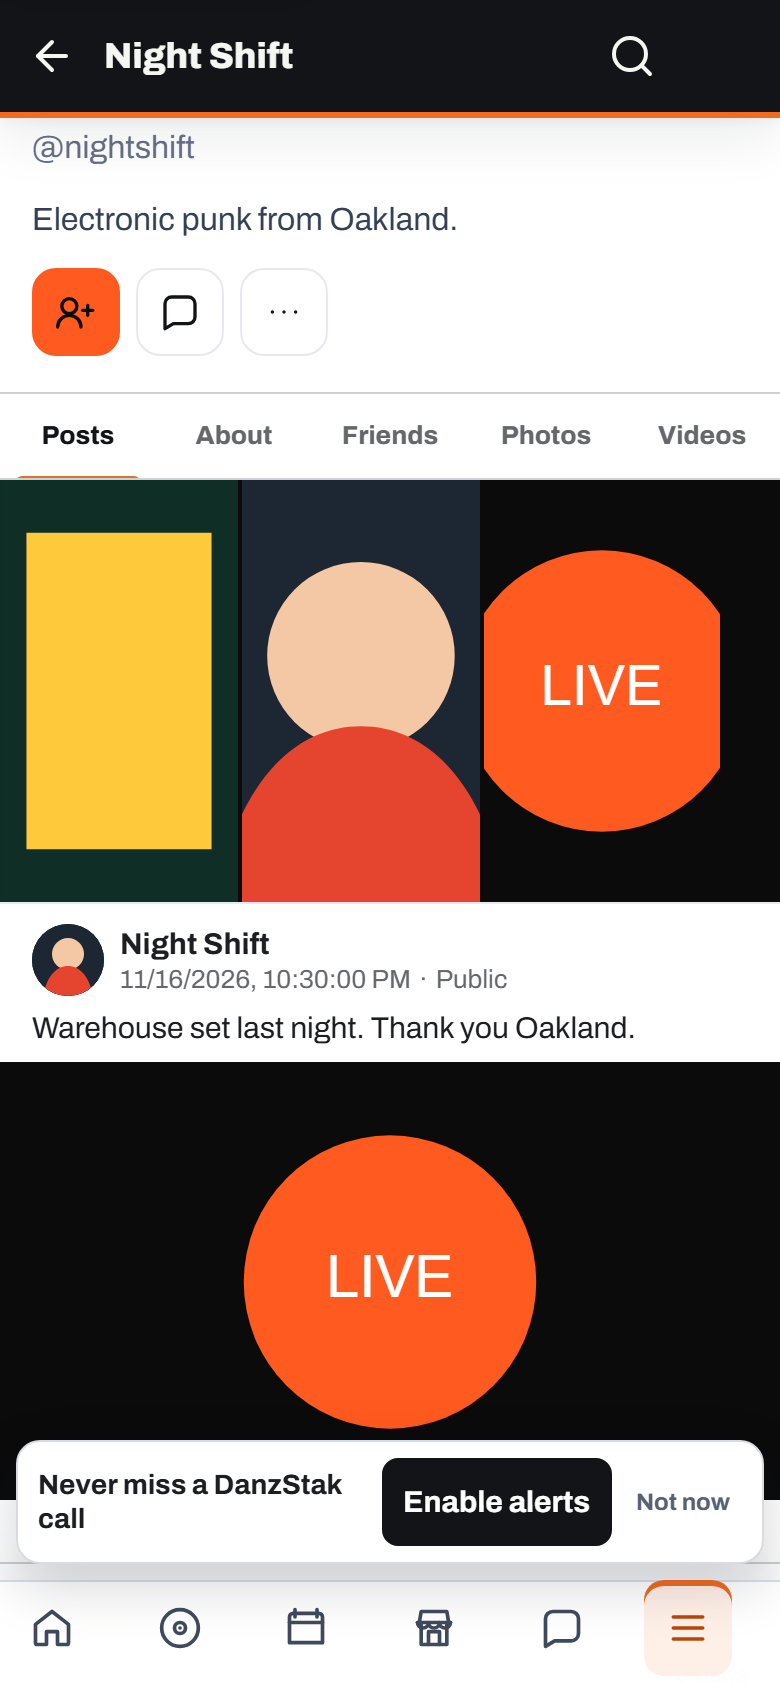 Night Shift
@nightshift
Electronic punk from Oakland.
Posts About Friends Photos Videos
LIVE
Night Shift
11/16/2026, 10:30:00 PM · Public
Warehouse set last night. Thank you Oakland.
LIVE
Never miss a DanzStak
call
Enable alerts
Not now